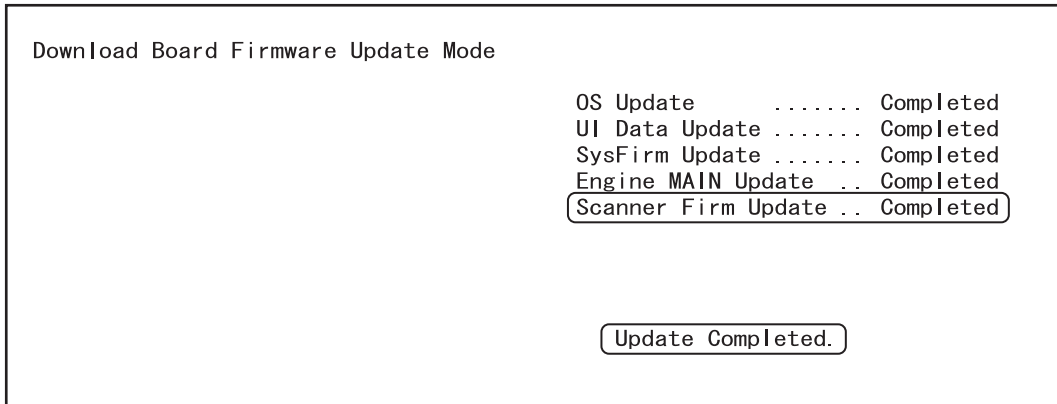 Download Board Firmware Update Mode
OS Update ....... Completed
UI Data Update ....... Completed
SysFirm Update ....... Completed
Engine MAIN Update .. Completed
Scanner Firm Update .. Completed
Update Completed.